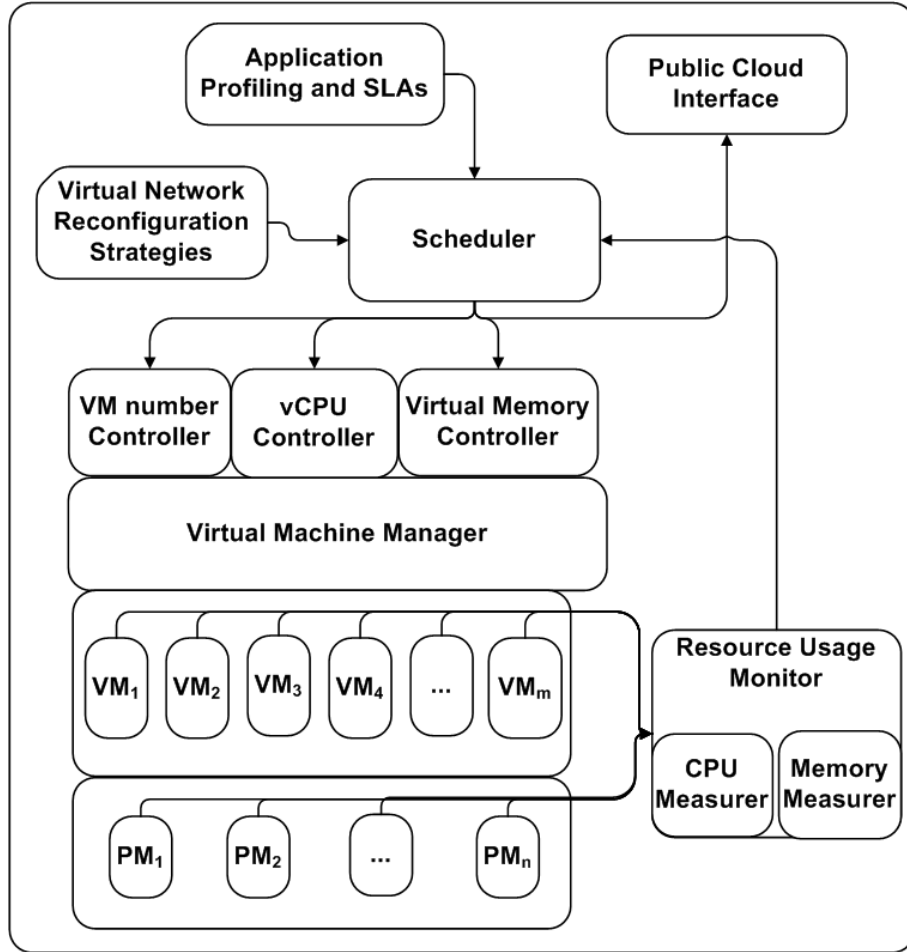 Application
Profiling and SLAs
Public Cloud
Interface
Virtual Network
Reconfiguration
Strategies
Scheduler
VM number
Controller
vCPU
Controller
Virtual Memory
Controller
Virtual Machine Manager
VM1
VM2
VM3
VM4
...
VMm
Resource Usage
Monitor
CPU
Measurer
Memory
Measurer
PM1
PM2
...
PMn